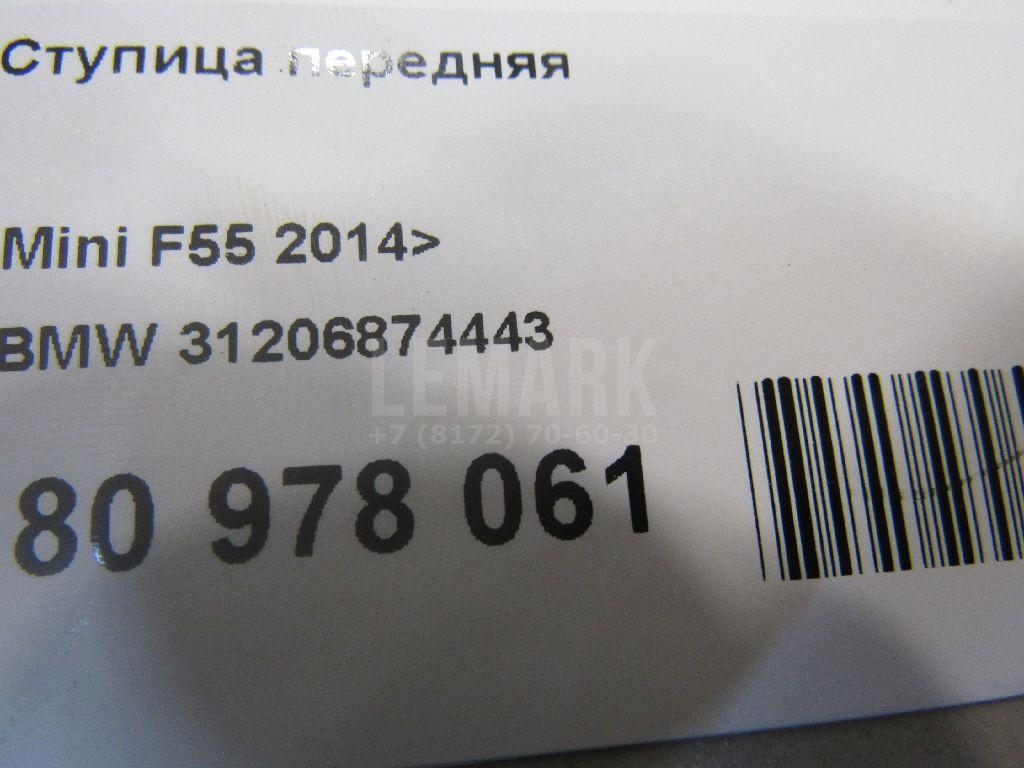 Ступица передняя
Mini F55 2014>
BMW 31206874443
LEMARK
+7 (8172) 70-60-30
80 978 061